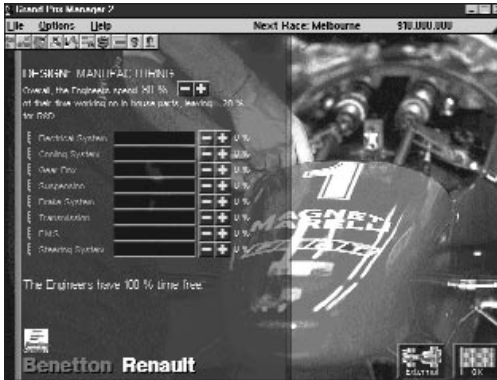 Grand Prix Manager 2
File Options Help
Next Race: Melbourne $10.000.000
DESIGN: MANUFACTURING
Overall, the Engineers spend 80 %
of their time working on in house parts, leaving 20 %
for R&D
Electrical System 0 %
Cooling System 0 %
Gear Box 0 %
Suspension 0 %
Brake System 0 %
Transmission 0 %
EMS 0 %
Steering System 0 %
The Engineers have 100 % time free.
1
MAGNETI
MARELLI
Benetton Renault
External
OK